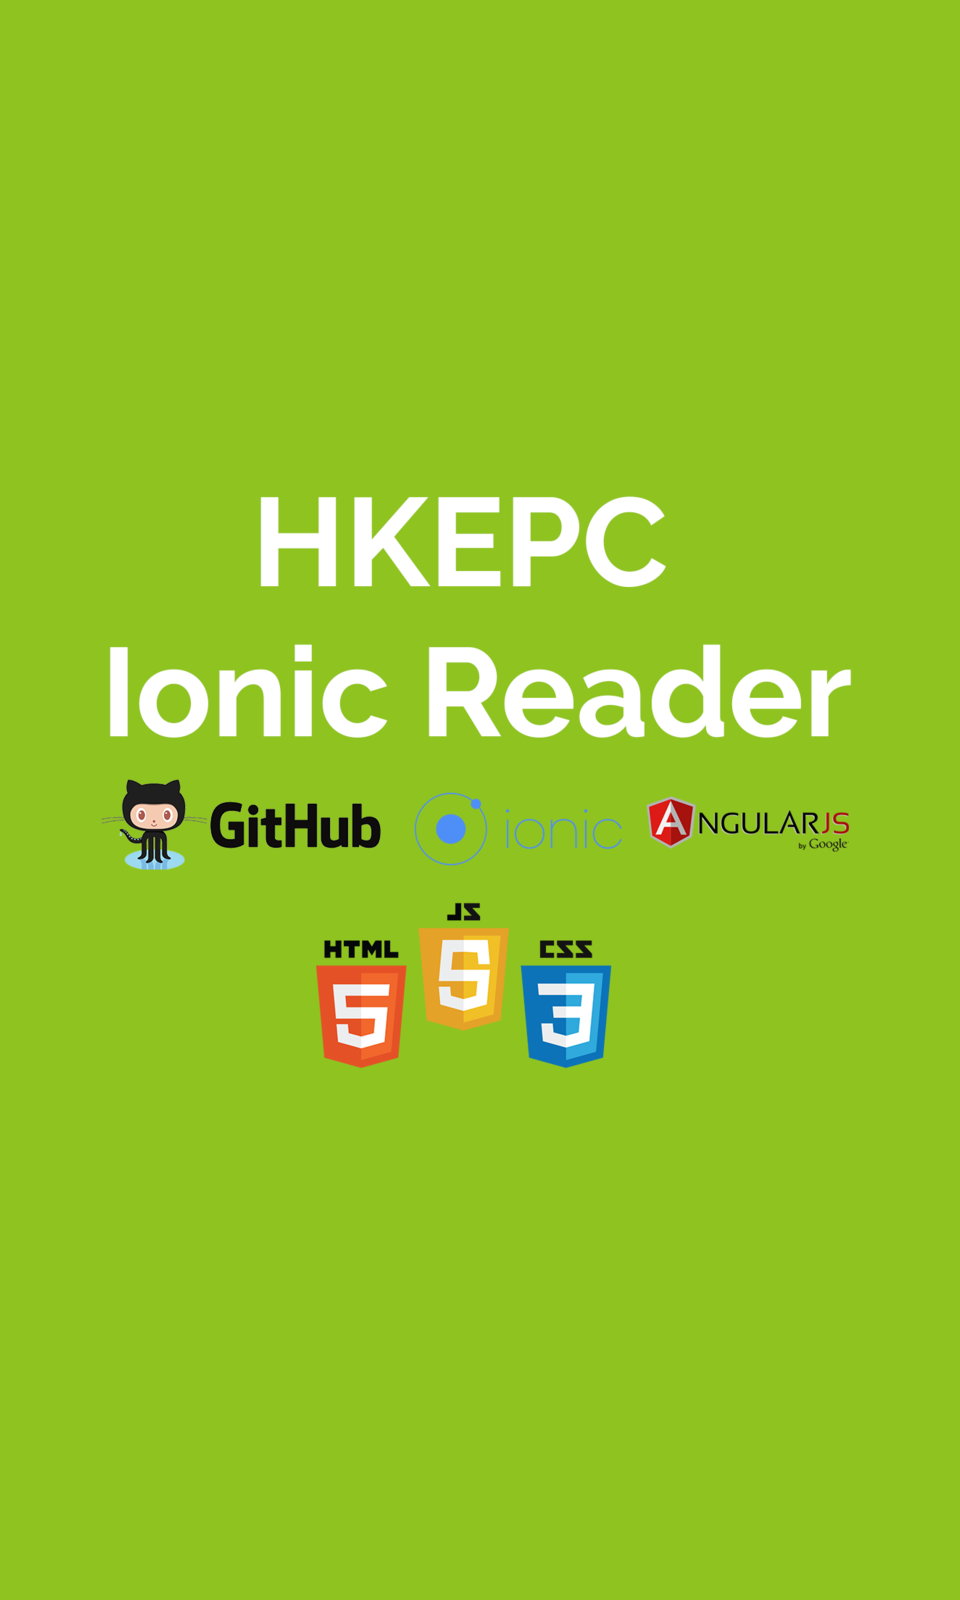 HKEPC
Ionic Reader
GitHub ionic ANGULARJS
by Google
JS
HTML CSS
5 5 3